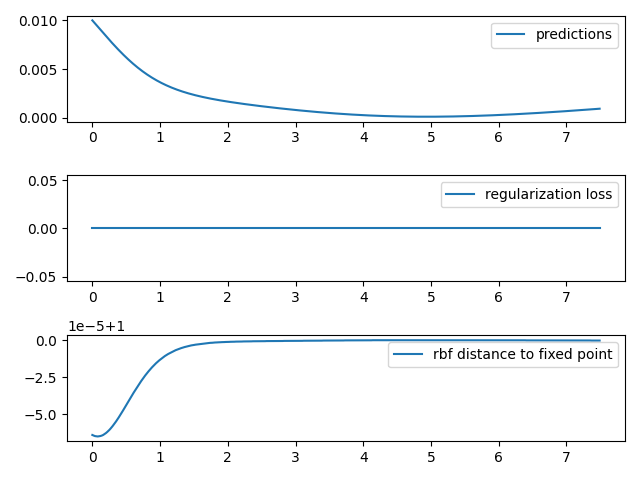 0.010
predictions
0.005
0.000
0 1 2 3 4 5 6 7
0.05
regularization loss
0.00
−0.05
0 1 2 3 4 5 6 7
1e−5+1
0.0
rbf distance to fixed point
−2.5
−5.0
0 1 2 3 4 5 6 7